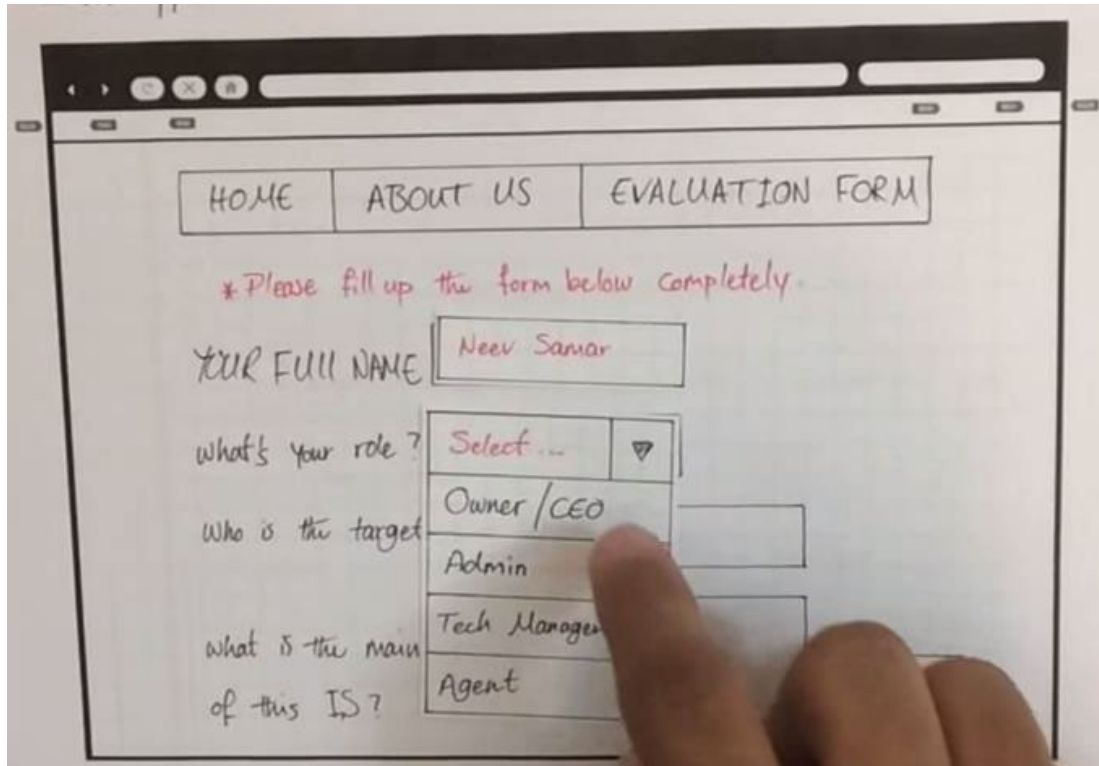 HOME ABOUT US EVALUATION FORM
* Please fill up the form below completely.
YOUR FULL NAME Neev Samar
what's your role? Select...
Owner/CEO
Who is the target
Admin
Tech Manager
what is the main
Agent
of this IS?